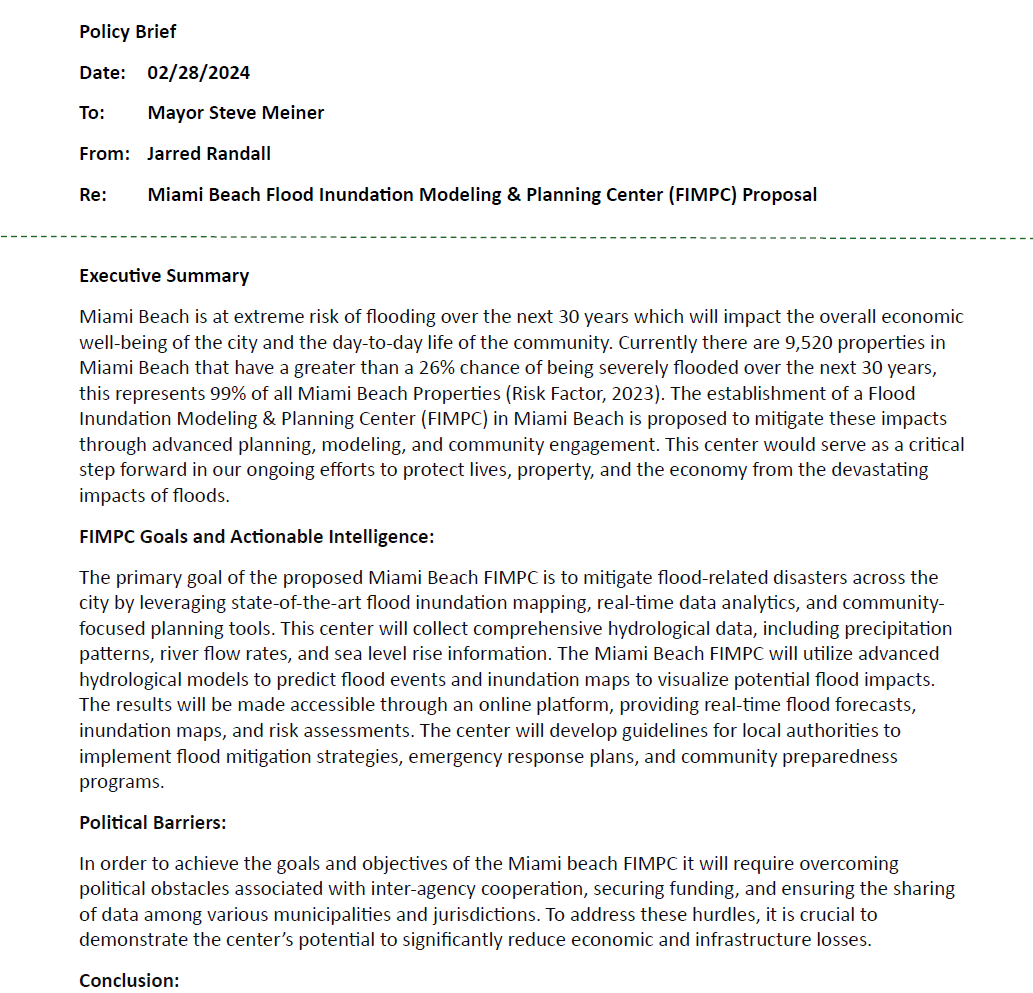 Policy Brief
Date: 02/28/2024
To: Mayor Steve Meiner
From: Jarred Randall
Re: Miami Beach Flood Inundation Modeling & Planning Center (FIMPC) Proposal
Executive Summary
Miami Beach is at extreme risk of flooding over the next 30 years which will impact the overall economic
well-being of the city and the day-to-day life of the community. Currently there are 9,520 properties in
Miami Beach that have a greater than a 26% chance of being severely flooded over the next 30 years,
this represents 99% of all Miami Beach Properties (Risk Factor, 2023). The establishment of a Flood
Inundation Modeling & Planning Center (FIMPC) in Miami Beach is proposed to mitigate these impacts
through advanced planning, modeling, and community engagement. This center would serve as a critical
step forward in our ongoing efforts to protect lives, property, and the economy from the devastating
impacts of floods.
FIMPC Goals and Actionable Intelligence:
The primary goal of the proposed Miami Beach FIMPC is to mitigate flood-related disasters across the
city by leveraging state-of-the-art flood inundation mapping, real-time data analytics, and community-
focused planning tools. This center will collect comprehensive hydrological data, including precipitation
patterns, river flow rates, and sea level rise information. The Miami Beach FIMPC will utilize advanced
hydrological models to predict flood events and inundation maps to visualize potential flood impacts.
The results will be made accessible through an online platform, providing real-time flood forecasts,
inundation maps, and risk assessments. The center will develop guidelines for local authorities to
implement flood mitigation strategies, emergency response plans, and community preparedness
programs.
Political Barriers:
In order to achieve the goals and objectives of the Miami beach FIMPC it will require overcoming
political obstacles associated with inter-agency cooperation, securing funding, and ensuring the sharing
of data among various municipalities and jurisdictions. To address these hurdles, it is crucial to
demonstrate the center's potential to significantly reduce economic and infrastructure losses.
Conclusion: